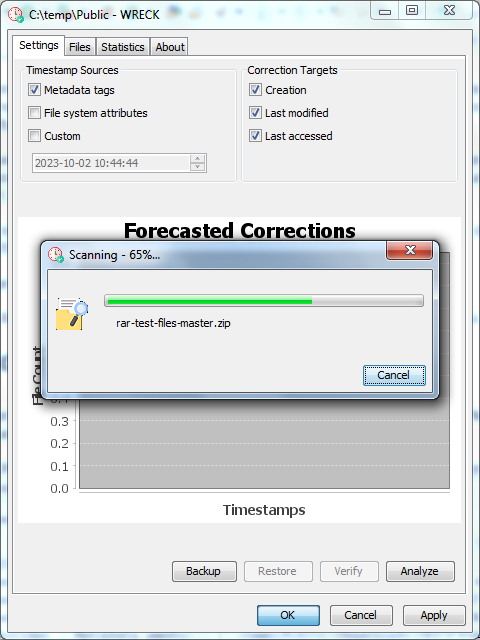 C:\temp\Public - WRECK
Settings
Files
Statistics
About
Timestamp Sources
Metadata tags
File system attributes
Custom
2023-10-02 10:44:44
Correction Targets
Creation
Last modified
Last accessed
Forecasted Corrections
Scanning - 65%...
rar-test-files-master.zip
Cancel
File Count
0.3
0.2
0.1
0.0
Timestamps
Backup
Restore
Verify
Analyze
OK
Cancel
Apply